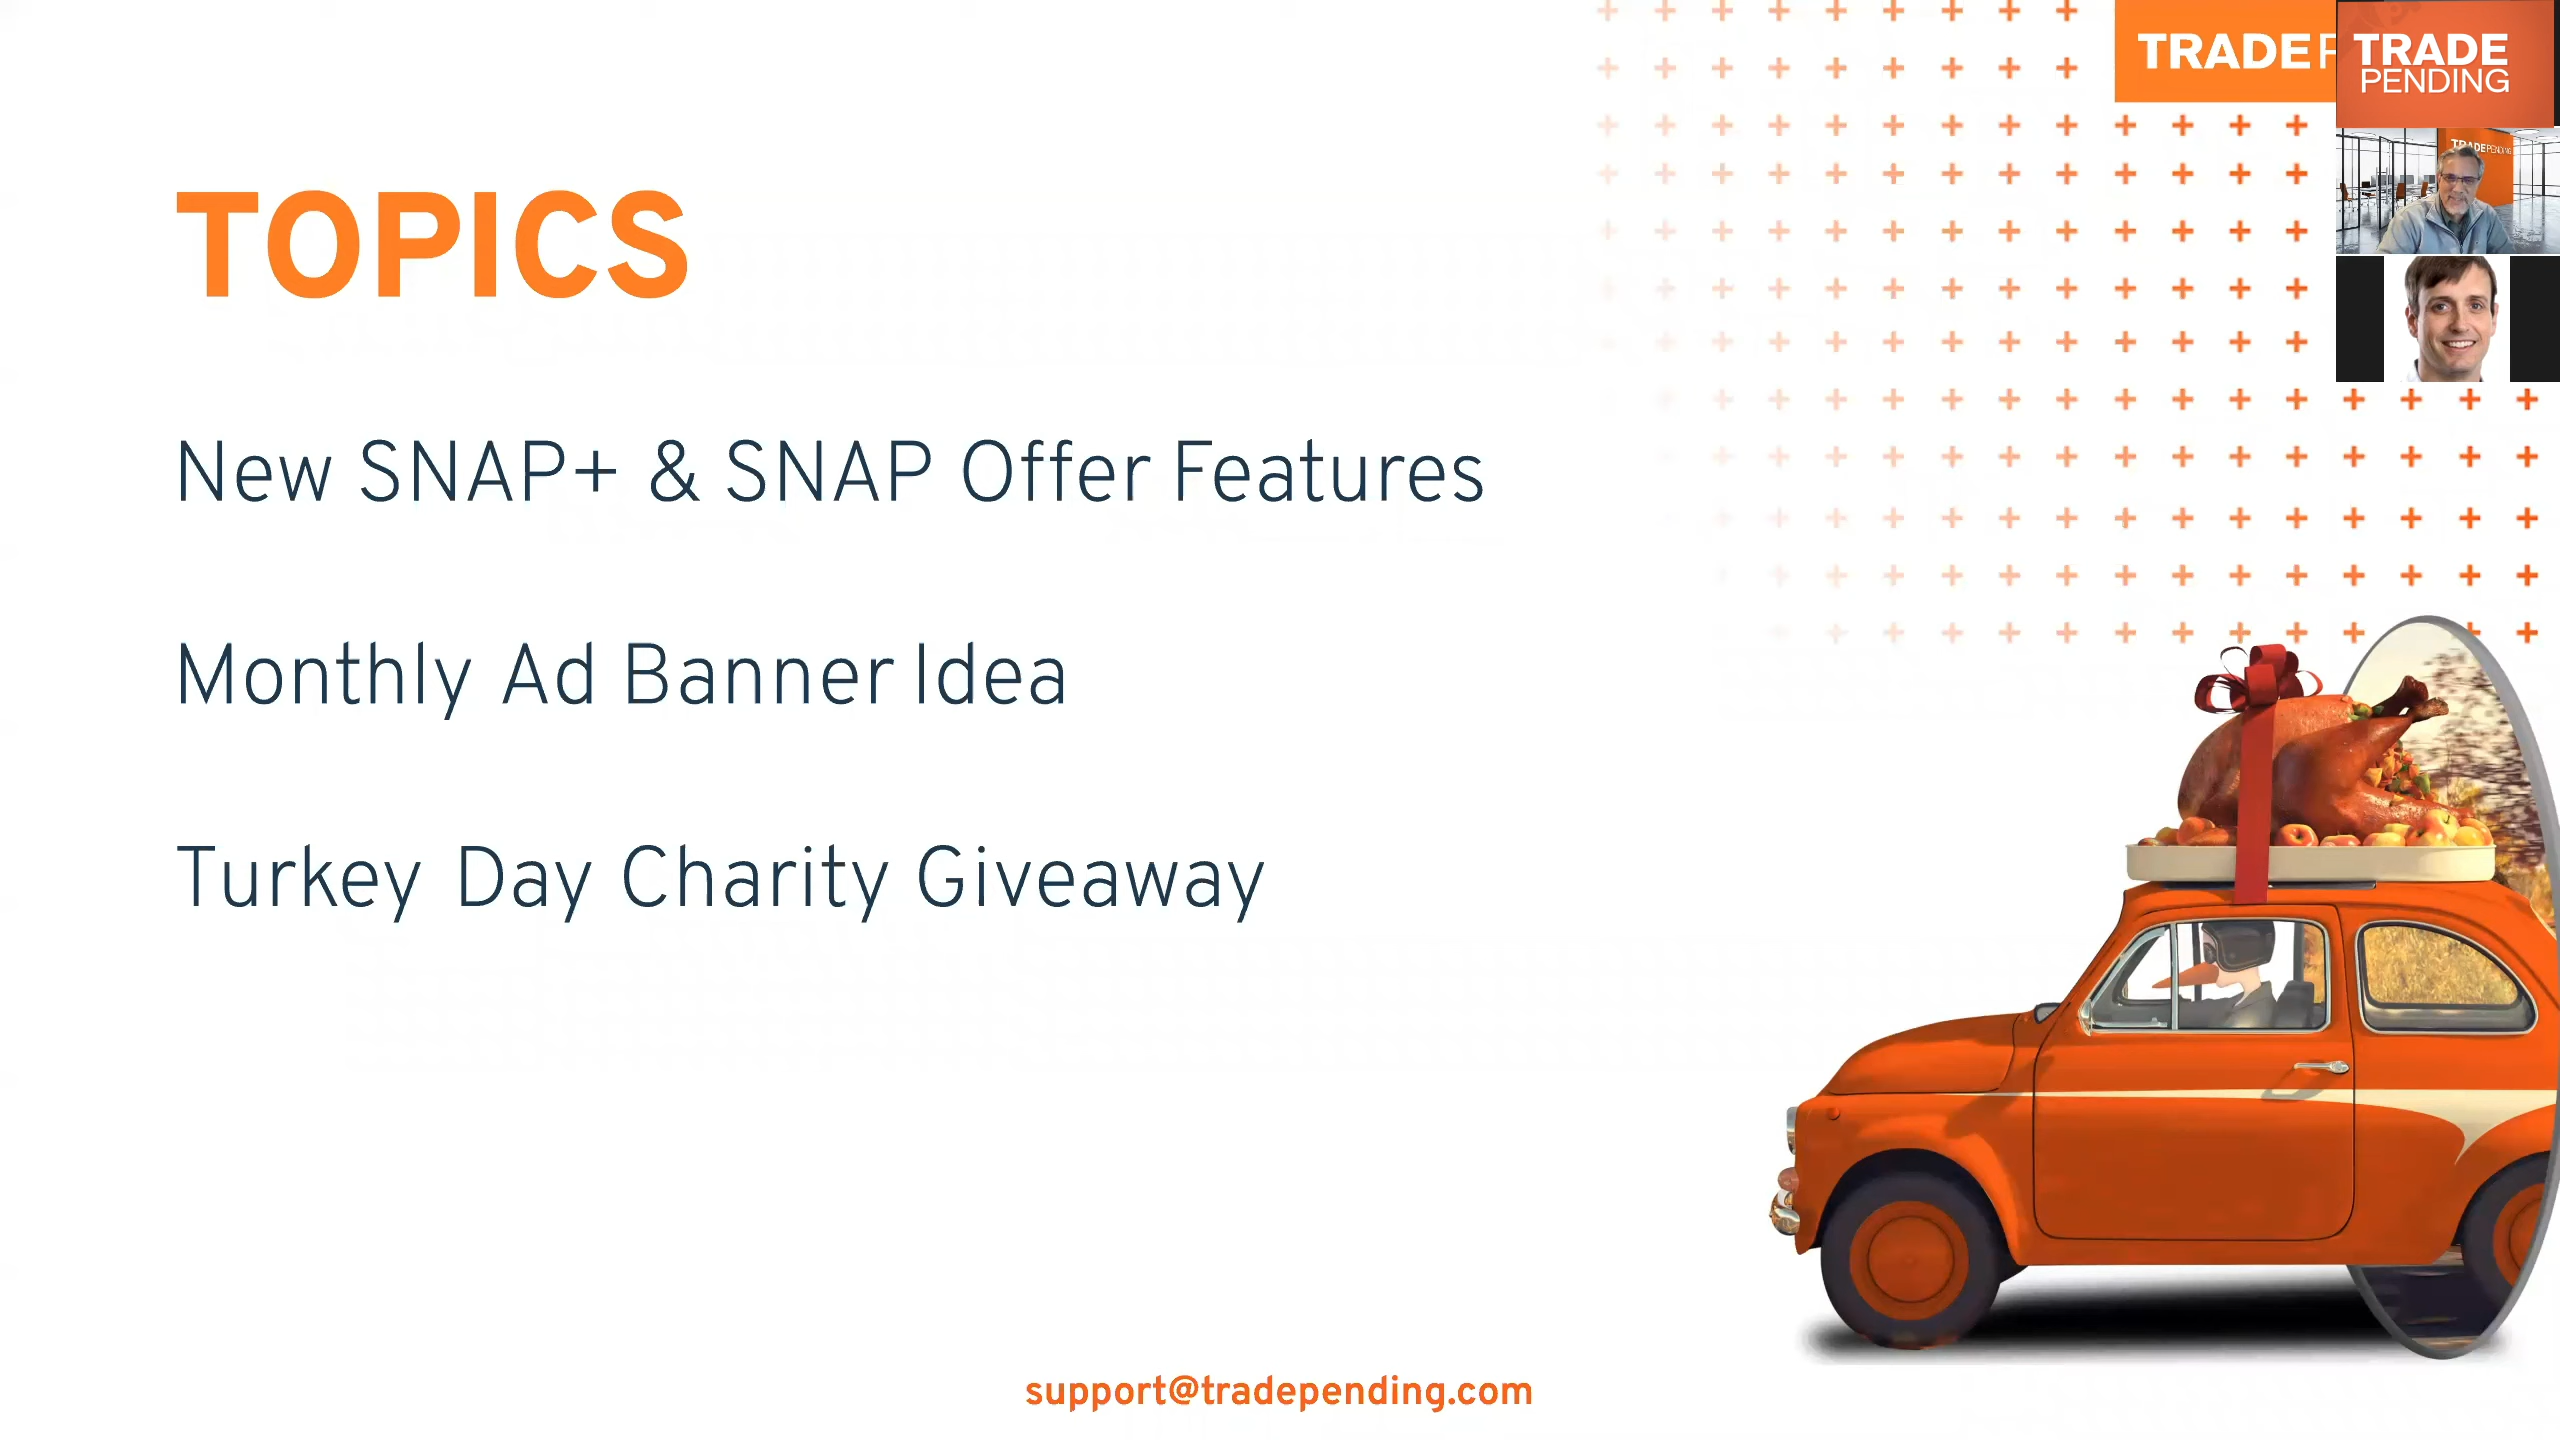 TRADE
TRADE
PENDING
TRADEPENDING
TOPICS
New SNAP+ & SNAP Offer Features
Monthly Ad Banner Idea
Turkey Day Charity Giveaway
support@tradepending.com